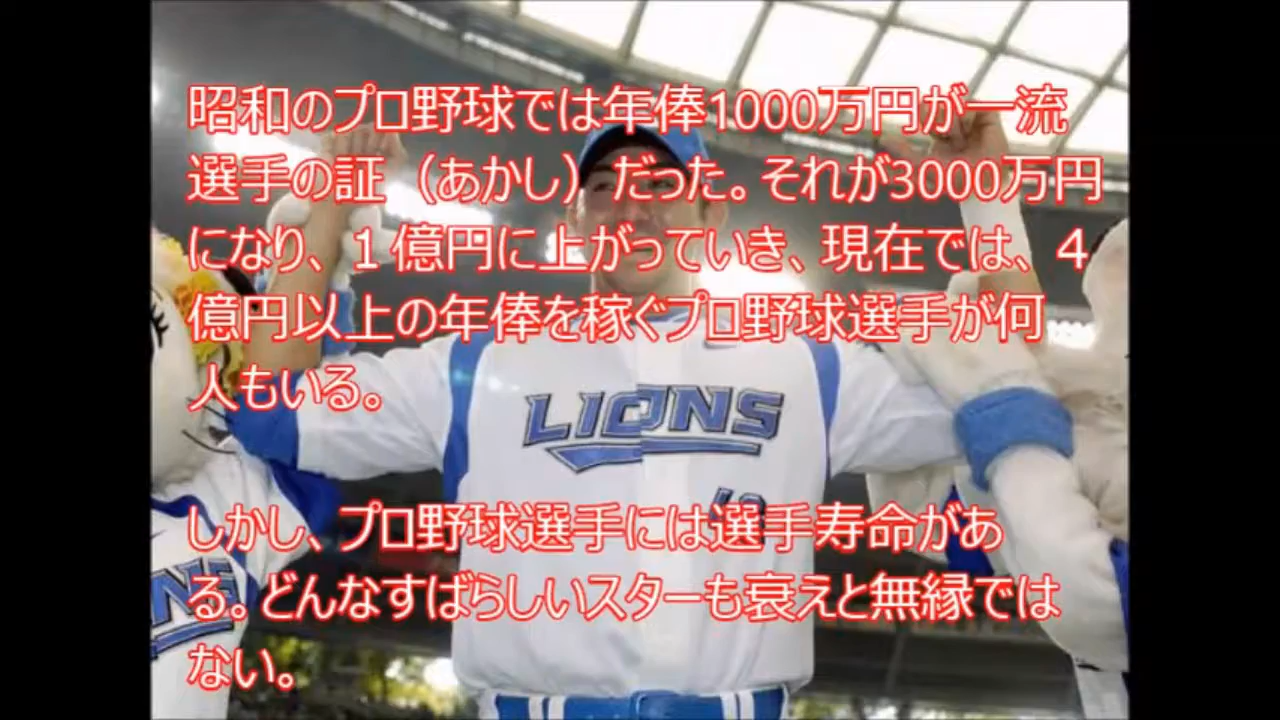 昭和のプロ野球では年俸1000万円が一流
選手の証（あかし）だった。それが3000万円
になり、１億円に上がっていき、現在では、４
億円以上の年俸を稼ぐプロ野球選手が何
人もいる。
LIONS
しかし、プロ野球選手には選手寿命があ
る。どんなすばらしいスターも衰えと無縁では
ない。